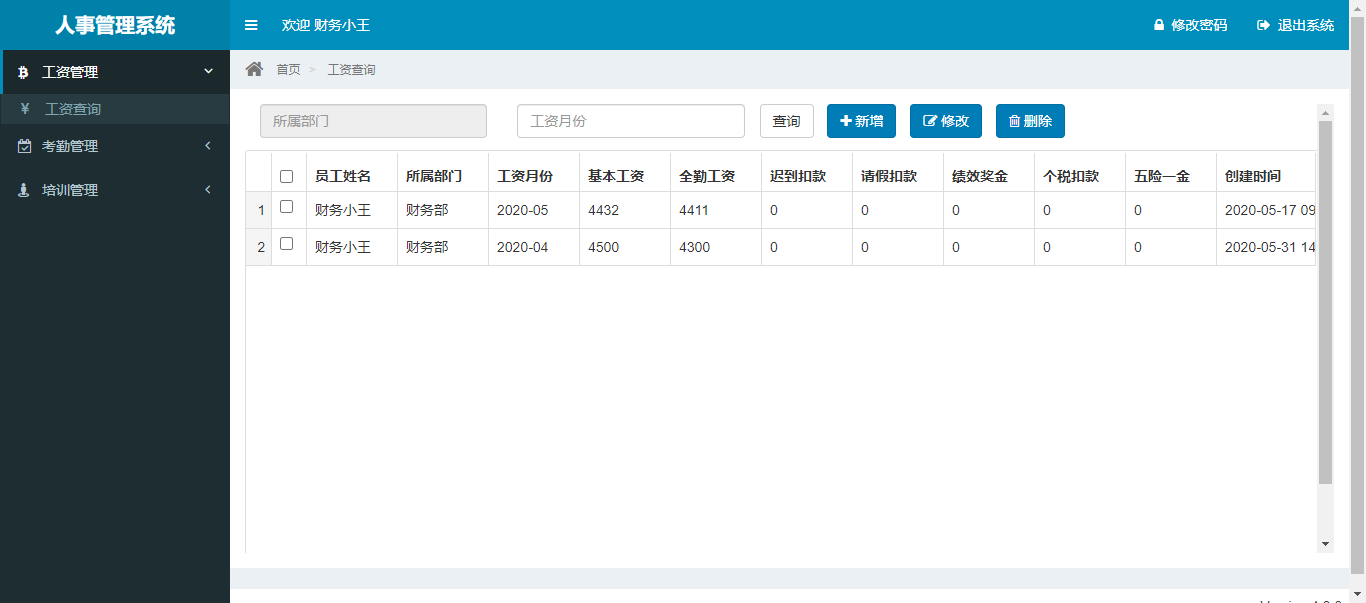 人事管理系统
欢迎 财务小王
修改密码
退出系统
工资管理
¥ 工资查询
考勤管理
培训管理
首页 > 工资查询
所属部门
工资月份
查询
新增
修改
删除
员工姓名 所属部门 工资月份 基本工资 全勤工资 迟到扣款 请假扣款 绩效奖金 个税扣款 五险一金 创建时间
1 财务小王 财务部 2020-05 4432 4411 0 0 0 0 0 2020-05-17 09
2 财务小王 财务部 2020-04 4500 4300 0 0 0 0 0 2020-05-31 14